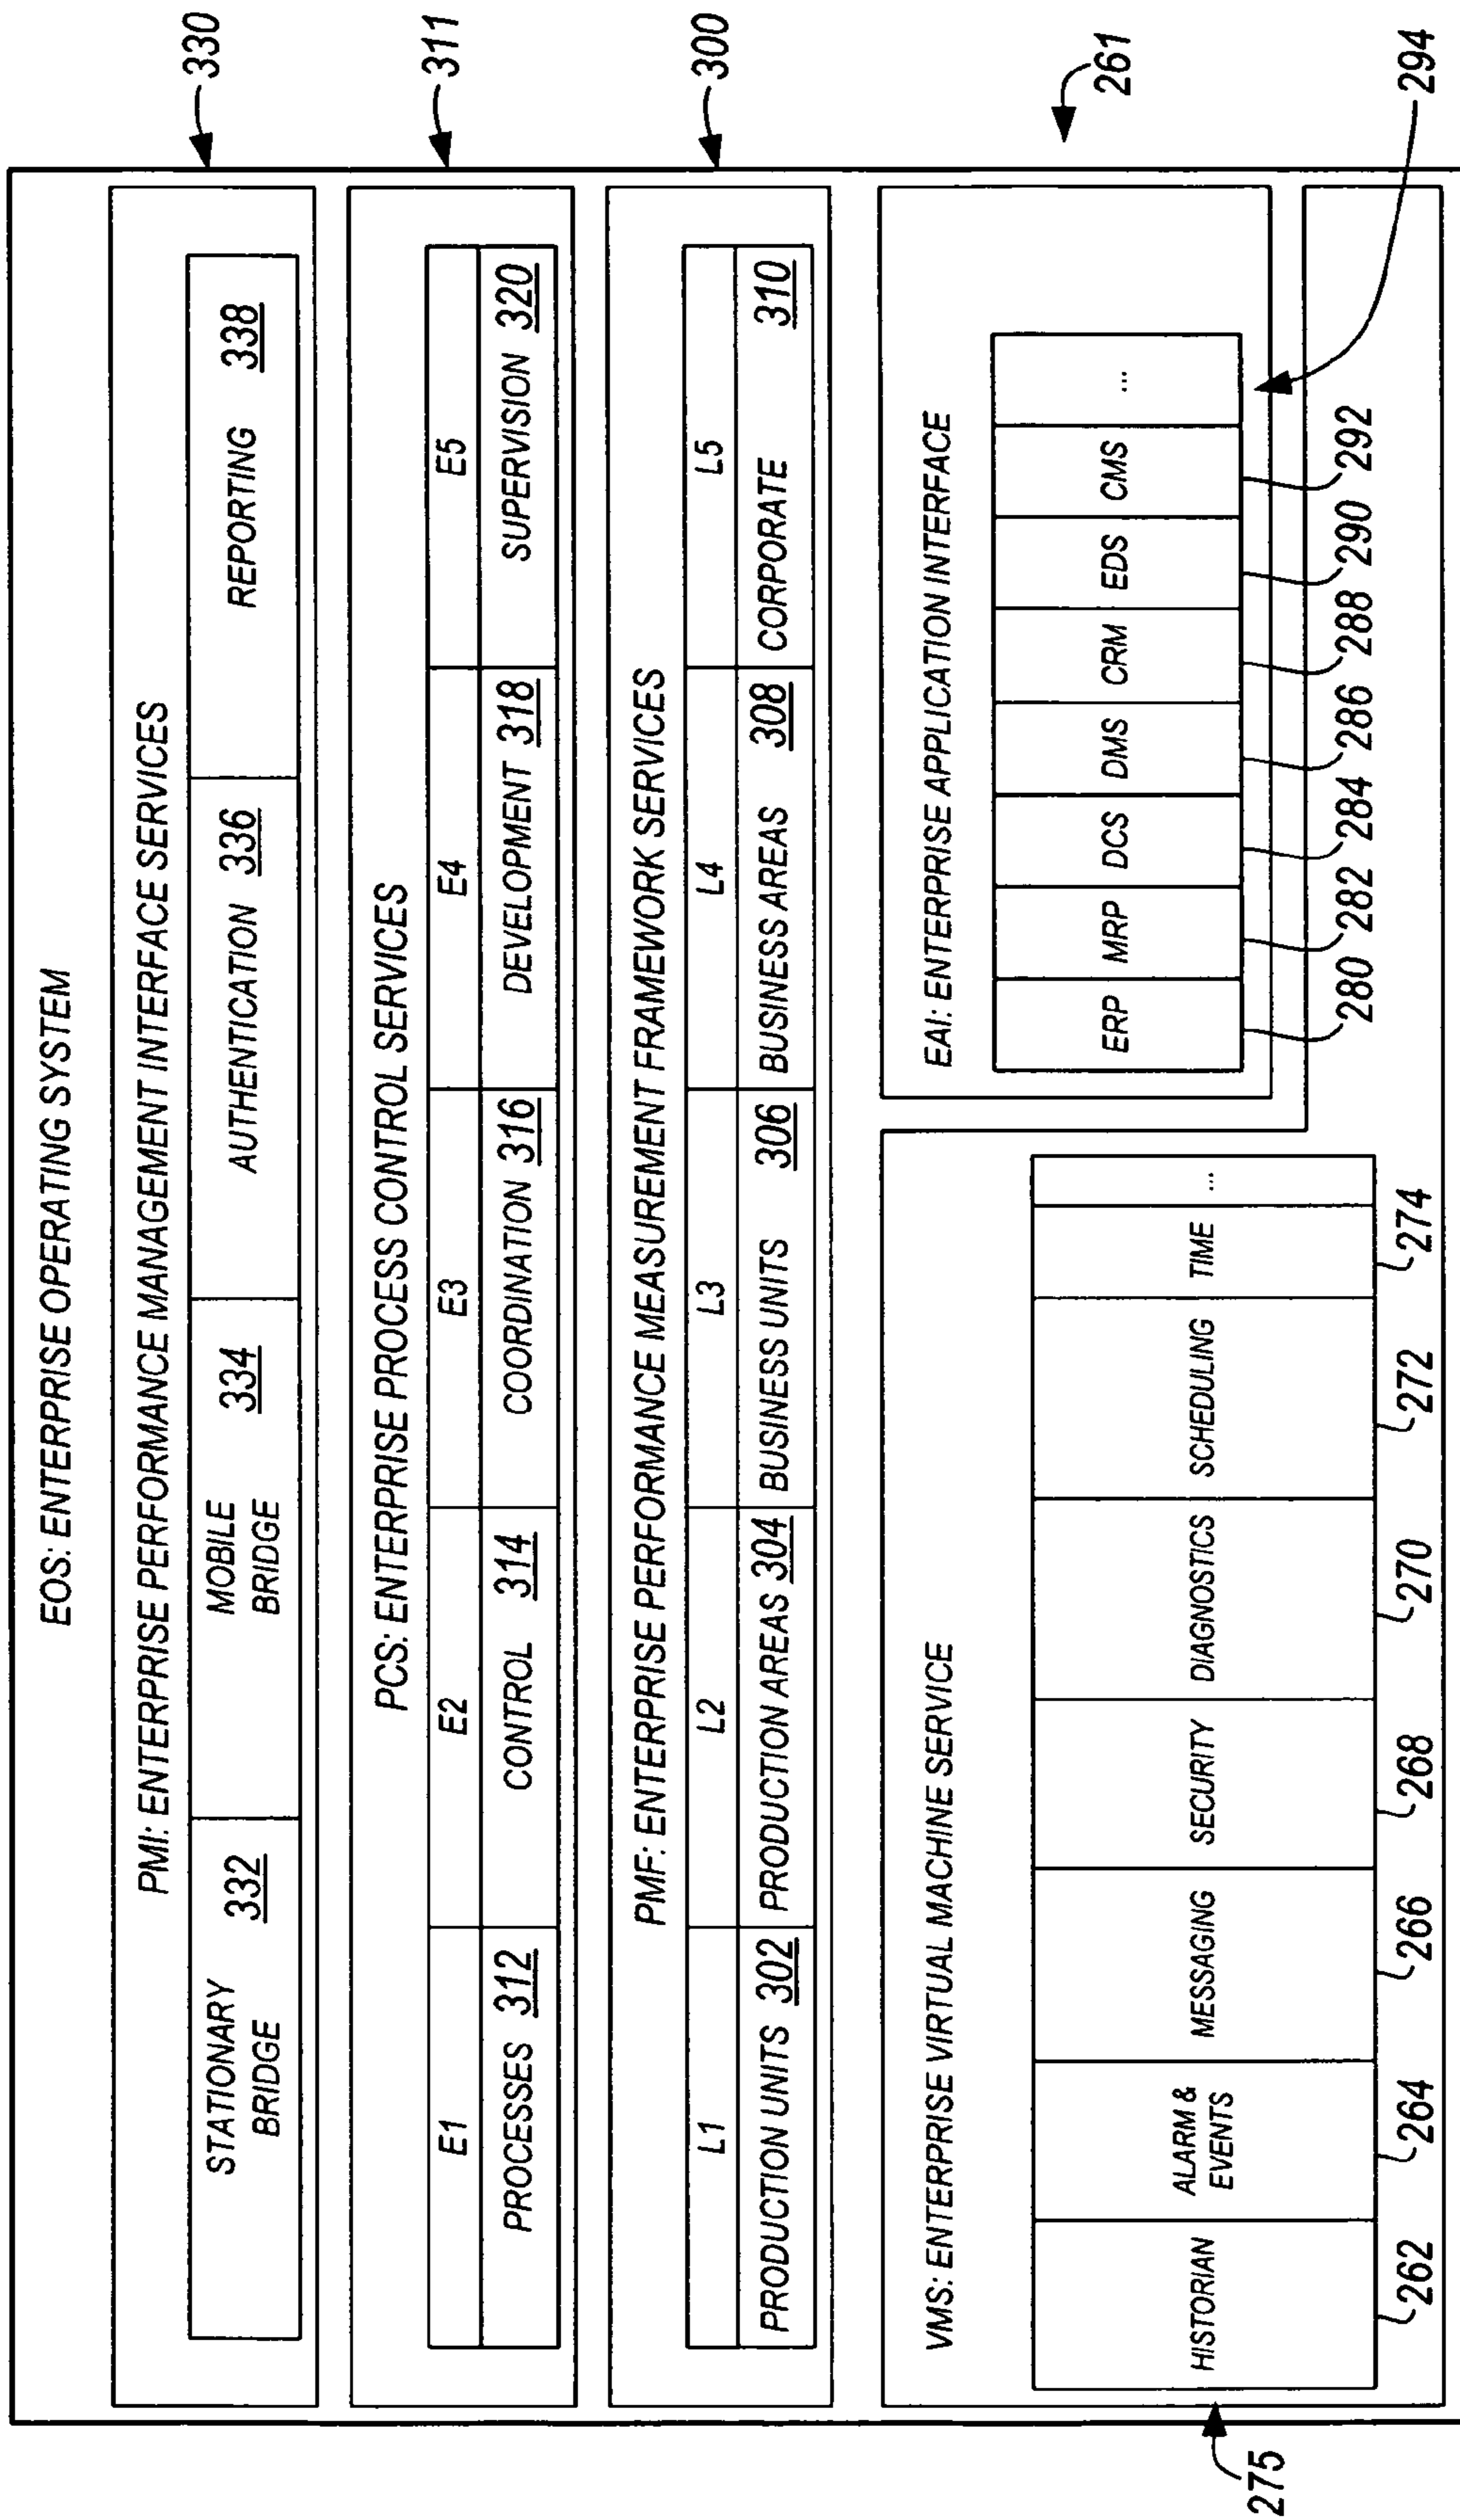 EOS: ENTERPRISE OPERATING SYSTEM
PMI: ENTERPRISE PERFORMANCE MANAGEMENT INTERFACE SERVICES
330
STATIONARY
BRIDGE
332
MOBILE
BRIDGE
334
AUTHENTICATION 336
REPORTING 338
PCS: ENTERPRISE PROCESS CONTROL SERVICES
311
E1
E2
E3
E4
E5
PROCESSES 312
CONTROL 314
COORDINATION 316
DEVELOPMENT 318
SUPERVISION 320
PMF: ENTERPRISE PERFORMANCE MEASUREMENT FRAMEWORK SERVICES
300
L1
L2
L3
L4
L5
PRODUCTION UNITS 302
PRODUCTION AREAS 304
BUSINESS UNITS 306
BUSINESS AREAS 308
CORPORATE 310
VMS: ENTERPRISE VIRTUAL MACHINE SERVICE
275
HISTORIAN
ALARM &
EVENTS
MESSAGING
SECURITY
DIAGNOSTICS
SCHEDULING
TIME
...
262
264
266
268
270
272
274
EAI: ENTERPRISE APPLICATION INTERFACE
261
ERP
MRP
DCS
DMS
CRM
EDS
CMS
...
280
282
284
286
288
290
292
294